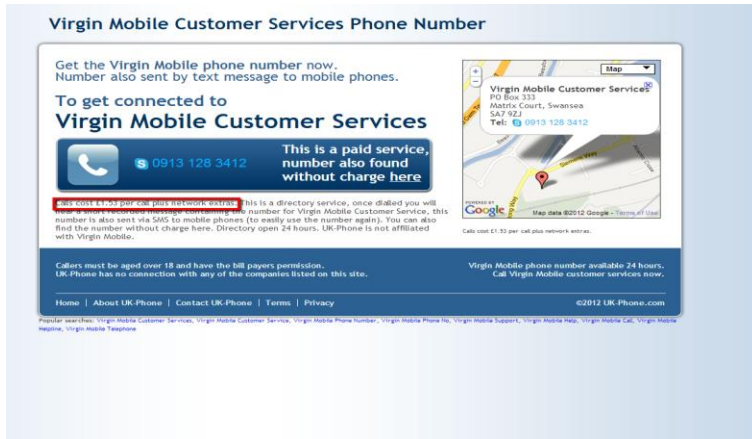 Virgin Mobile Customer Services Phone Number
Get the Virgin Mobile phone number now.
Number also sent by text message to mobile phones.
To get connected to
Virgin Mobile Customer Services
0913 128 3412
This is a paid service,
number also found
without charge here
Calls cost £1.53 per call plus network extras. This is a directory service, once dialled you will
hear a short recorded message containing the number for Virgin Mobile Customer Service, this
number is also sent via SMS to mobile phones (to easily use the number again). You can also
find the number without charge here. Directory open 24 hours. UK-Phone is not affiliated
with Virgin Mobile.
Map
Virgin Mobile Customer Services
PO Box 333
Matrix Court, Swansea
SA7 9ZJ
Tel: 0913 128 3412
POWERED BY
Google
Map data ©2012 Google - Terms of Use
Calls cost £1.53 per call plus network extras.
Callers must be aged over 18 and have the bill payers permission.
UK-Phone has no connection with any of the companies listed on this site.
Virgin Mobile phone number available 24 hours.
Call Virgin Mobile customer services now.
Home | About UK-Phone | Contact UK-Phone | Terms | Privacy
©2012 UK-Phone.com
Popular searches: Virgin Mobile Customer Services, Virgin Mobile Customer Service, Virgin Mobile Phone Number, Virgin Mobile Phone No, Virgin Mobile Support, Virgin Mobile Help, Virgin Mobile Call, Virgin Mobile
Helpline, Virgin Mobile Telephone